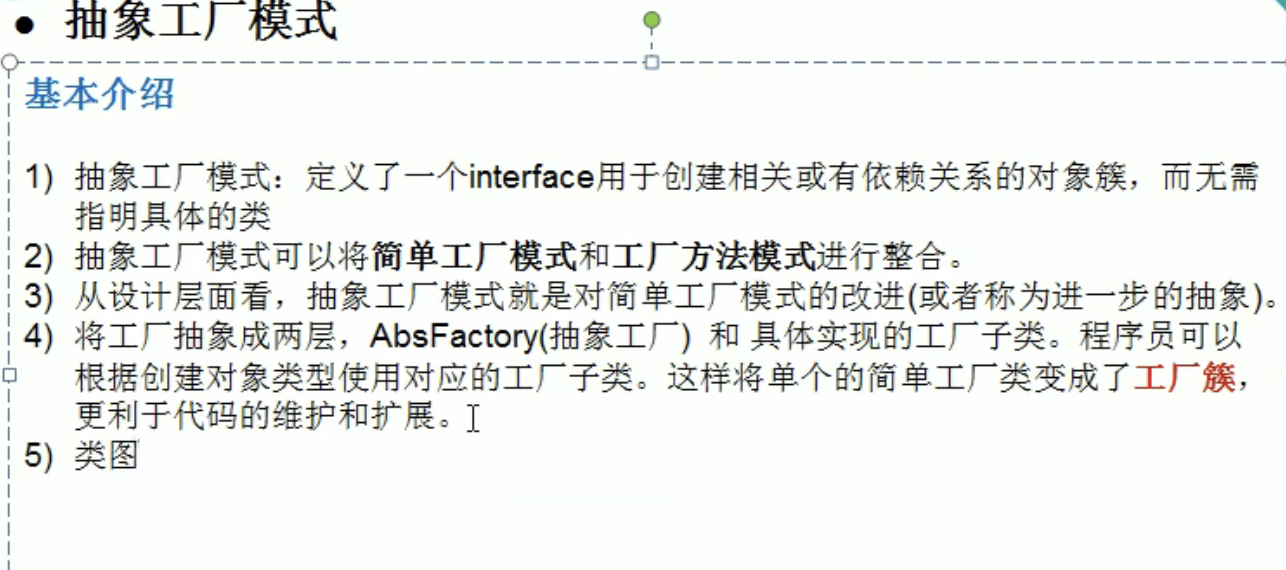 ● 抽象工厂模式
基本介绍
1) 抽象工厂模式：定义了一个interface用于创建相关或有依赖关系的对象簇，而无需
指明具体的类
2) 抽象工厂模式可以将简单工厂模式和工厂方法模式进行整合。
3) 从设计层面看，抽象工厂模式就是对简单工厂模式的改进(或者称为进一步的抽象)。
4) 将工厂抽象成两层，AbsFactory(抽象工厂) 和 具体实现的工厂子类。程序员可以
根据创建对象类型使用对应的工厂子类。这样将单个的简单工厂类变成了工厂簇，
更利于代码的维护和扩展。
5) 类图